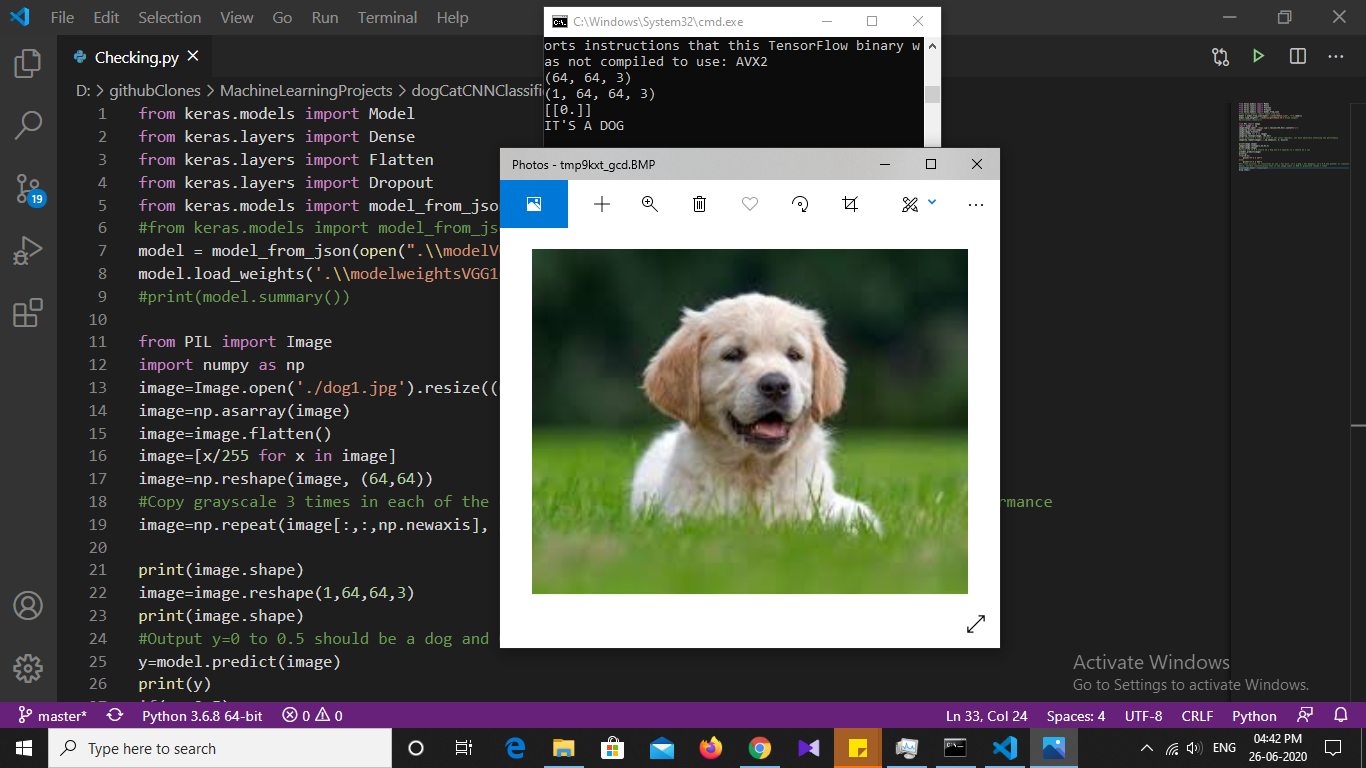 File Edit Selection View Go Run Terminal Help
C:\Windows\System32\cmd.exe
Checking.py
D: > githubClones > MachineLearningProjects > dogCatCNNClassifi
orts instructions that this TensorFlow binary w
as not compiled to use: AVX2
(64, 64, 3)
(1, 64, 64, 3)
[[0.]]
IT'S A DOG
Photos - tmp9kxt_gcd.BMP
1 from keras.models import Model
2 from keras.layers import Dense
3 from keras.layers import Flatten
4 from keras.layers import Dropout
5 from keras.models import model_from_json
6 #from keras.models import model_from_js
7 model = model_from_json(open(".\\modelV
8 model.load_weights('.\\modelweightsVGG1
9 #print(model.summary())
10
11 from PIL import Image
12 import numpy as np
13 image=Image.open('./dog1.jpg').resize((
14 image=np.asarray(image)
15 image=image.flatten()
16 image=[x/255 for x in image]
17 image=np.reshape(image, (64,64))
18 #Copy grayscale 3 times in each of the rmance
19 image=np.repeat(image[:,:,np.newaxis],
20
21 print(image.shape)
22 image=image.reshape(1,64,64,3)
23 print(image.shape)
24 #Output y=0 to 0.5 should be a dog and
25 y=model.predict(image)
26 print(y)
19
Activate Windows
Go to Settings to activate Windows.
master* Python 3.6.8 64-bit 0 0 Ln 33, Col 24 Spaces: 4 UTF-8 CRLF Python
Type here to search
ENG
04:42 PM
26-06-2020